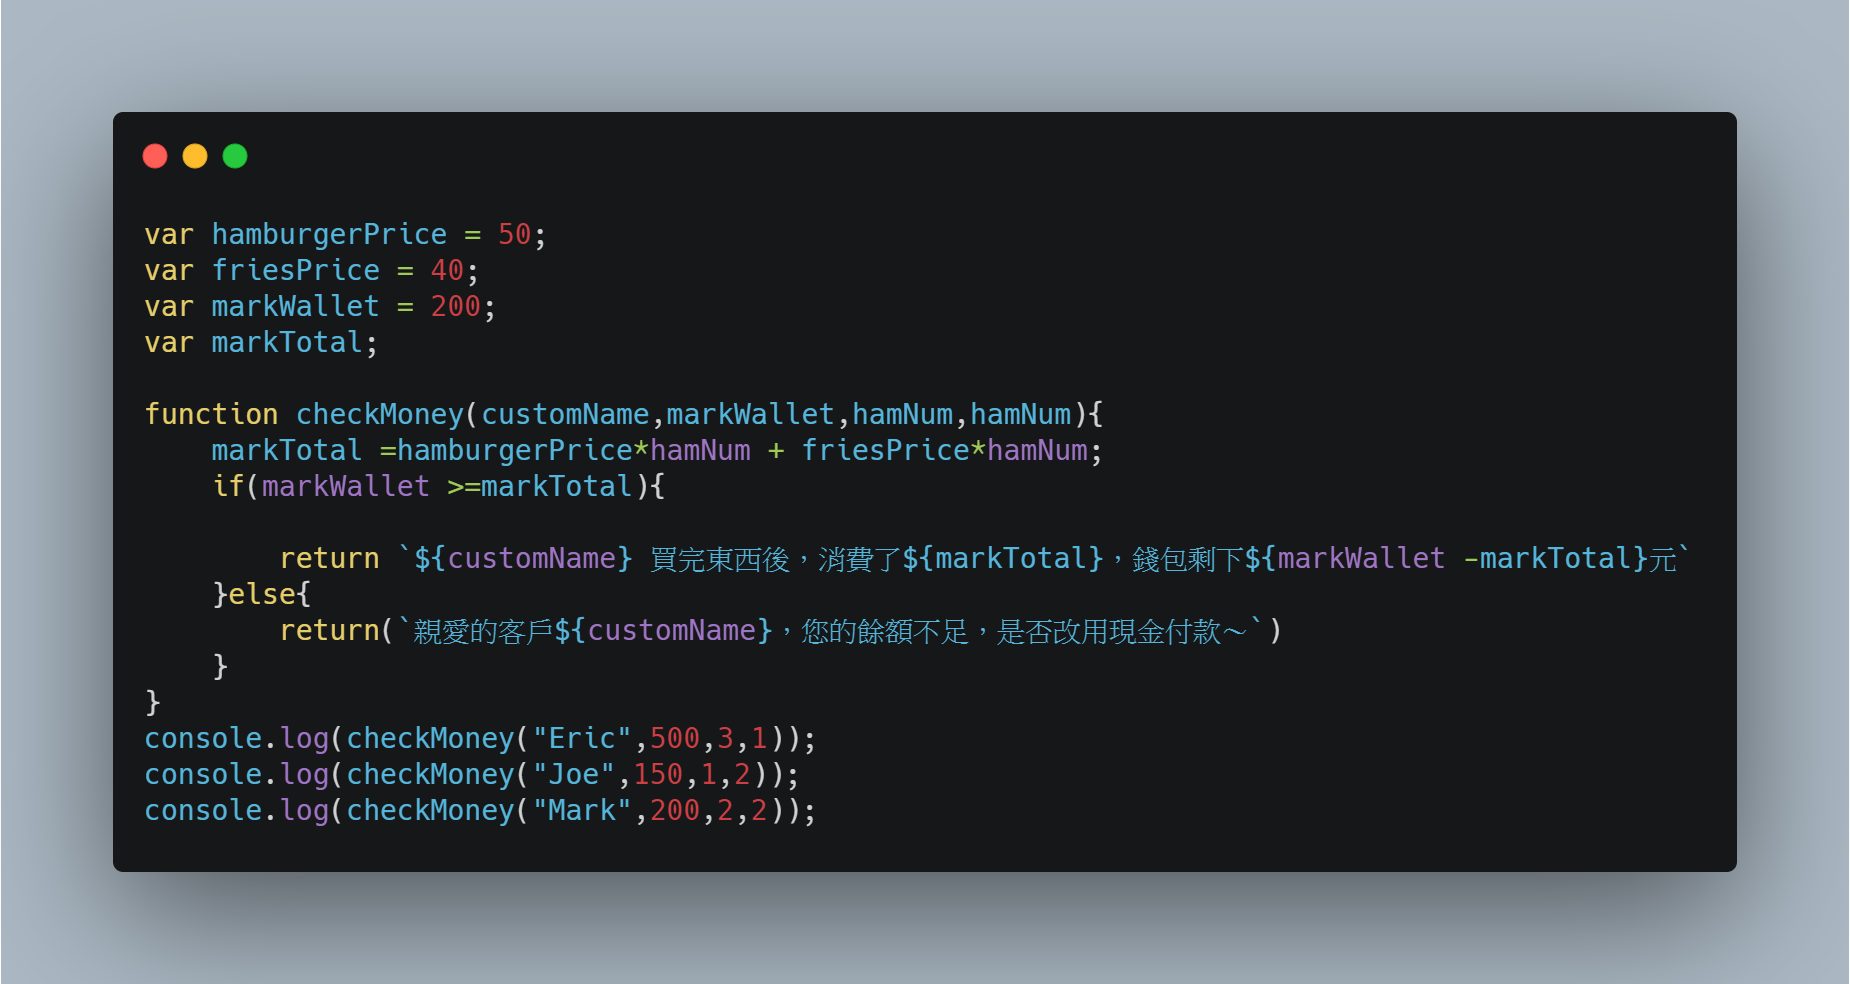 var hamburgerPrice = 50;
var friesPrice = 40;
var markWallet = 200;
var markTotal;
function checkMoney(customName,markWallet,hamNum,hamNum){
    markTotal =hamburgerPrice*hamNum + friesPrice*hamNum;
    if(markWallet >=markTotal){
        return `${customName} 買完東西後，消費了${markTotal}，錢包剩下${markWallet -markTotal}元`
    }else{
        return(`親愛的客戶${customName}，您的餘額不足，是否改用現金付款～`)
    }
}
console.log(checkMoney("Eric",500,3,1));
console.log(checkMoney("Joe",150,1,2));
console.log(checkMoney("Mark",200,2,2));